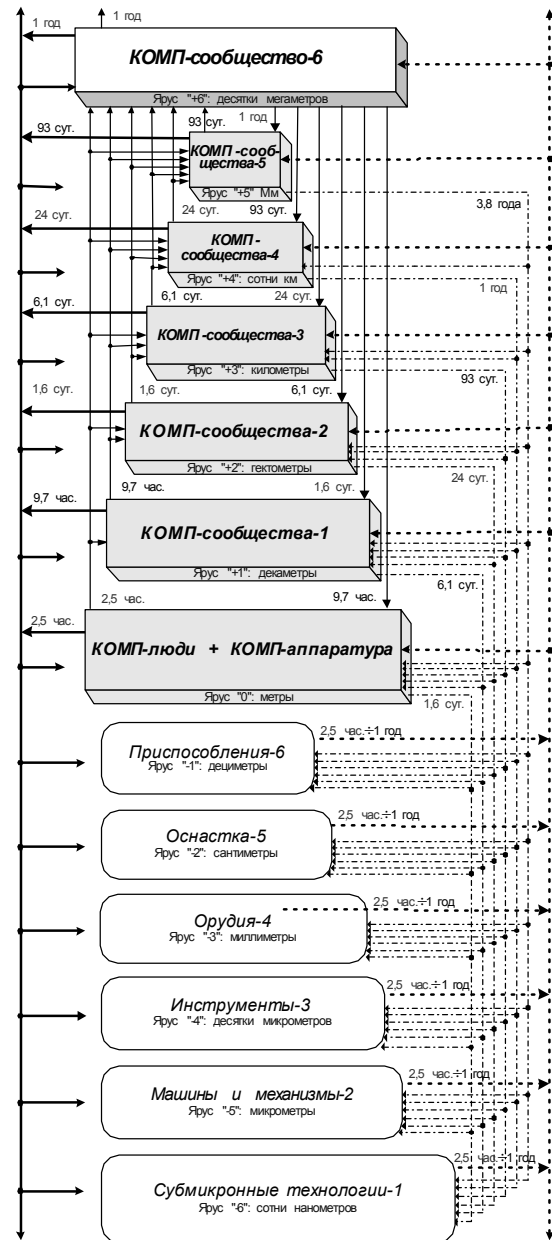 1 год
1 год
КОМП-сообщество-6
Ярус "+6": десятки мегаметров
93 сут.
1 год
93 сут.
КОМП -сооб-
щества-5
Ярус "+5" Мм
3,8 года
24 сут.
93 сут.
24 сут.
КОМП -
сообщества-4
Ярус "+4": сотни км
1 год
6,1 сут.
24 сут.
6,1 сут.
КОМП-сообщества-3
Ярус "+3": километры
93 сут.
1,6 сут.
1,6 сут.
6,1 сут.
КОМП-сообщества-2
Ярус "+2": гектометры
24 сут.
9,7 час.
1,6 сут.
9,7 час.
КОМП-сообщества-1
Ярус "+1": декаметры
6,1 сут.
2,5 час.
9,7 час.
2,5 час.
КОМП-люди + КОМП-аппаратура
Ярус "0": метры
1,6 сут.
2,5 час.÷1 год
Приспособления-6
Ярус "-1": дециметры
2,5 час.÷1 год
Оснастка-5
Ярус "-2": сантиметры
2,5 час.÷1 год
Орудия-4
Ярус "-3": миллиметры
2,5 час.÷1 год
Инструменты-3
Ярус "-4": десятки микрометров
2,5 час.÷1 год
Машины и механизмы-2
Ярус "-5": микрометры
2,5 час.÷1 год
Субмикронные технологии-1
Ярус "-6": сотни нанометров